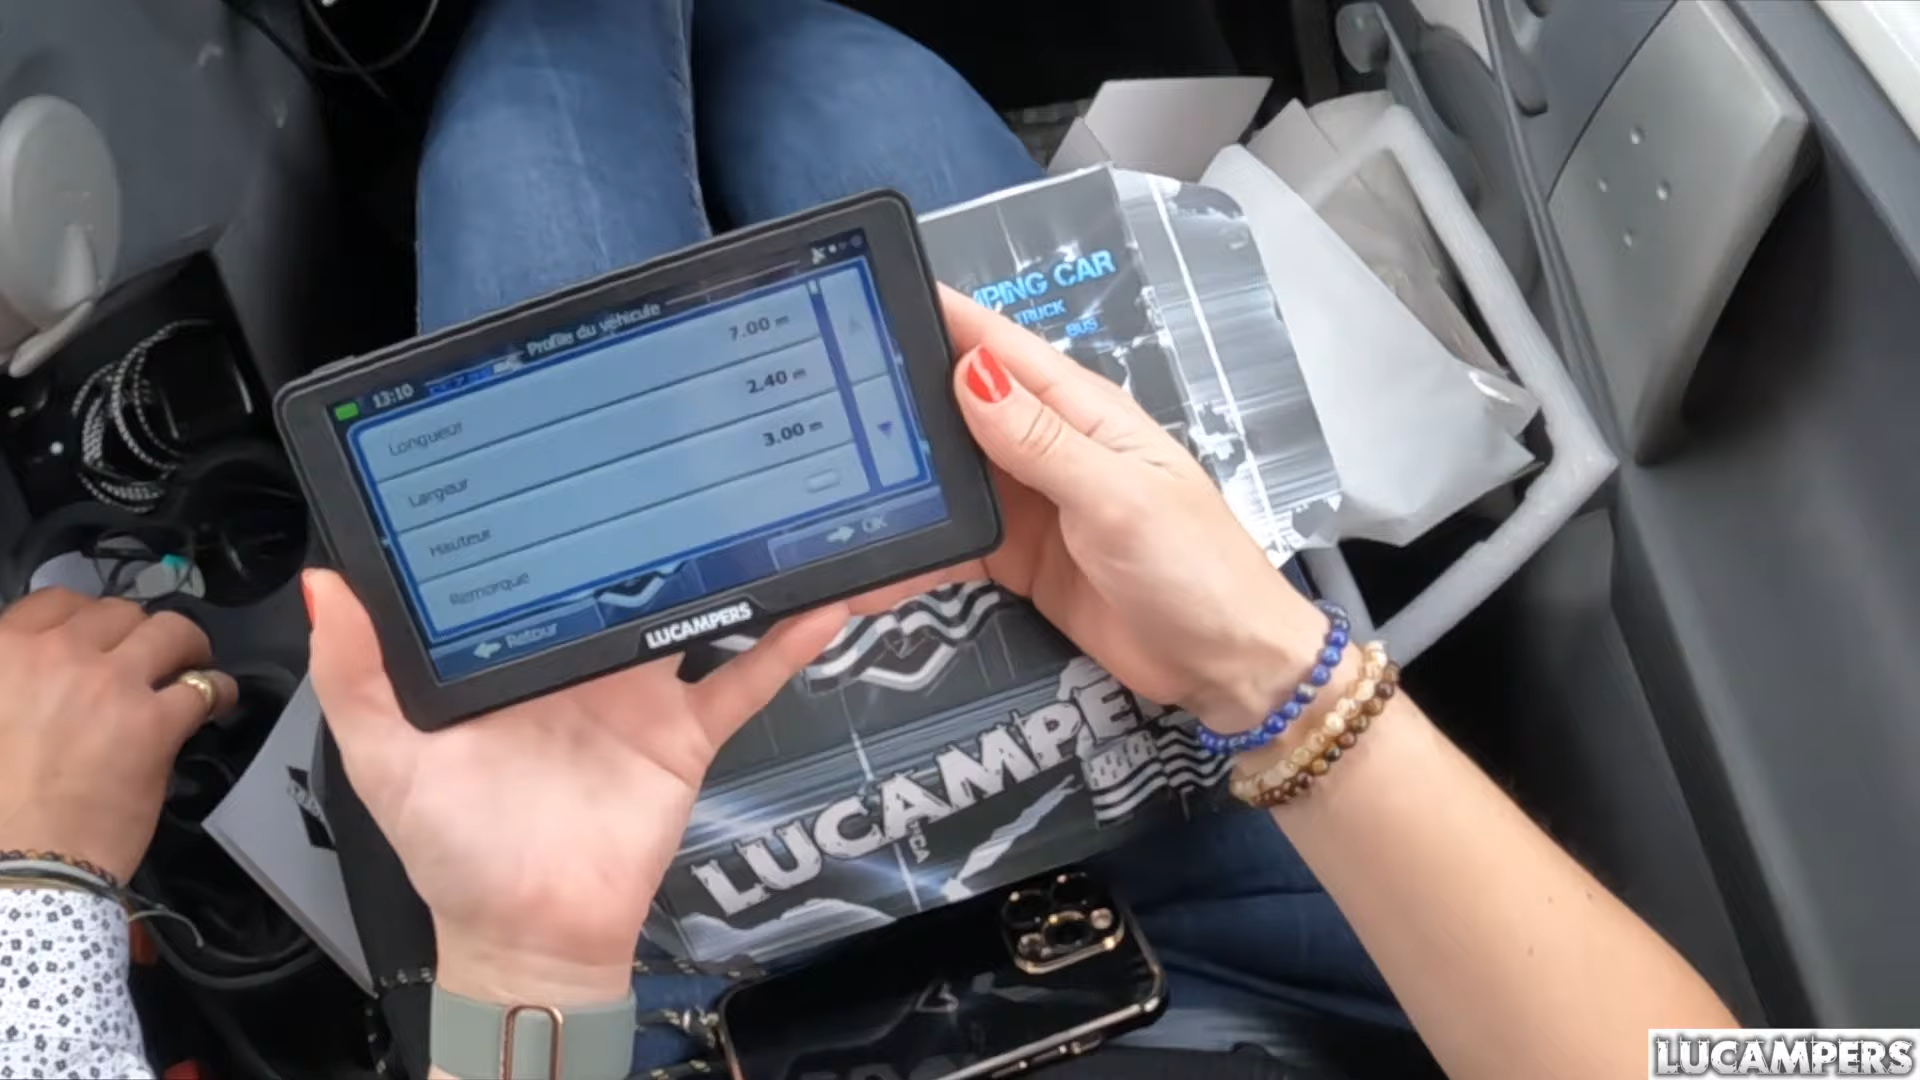 13:10
Profile du véhicule
Longueur 7.00 m
Largeur 2.40 m
Hauteur 3.00 m
Remorque
Retour
OK
LUCAMPERS
PING CAR
TRUCK
BUS
LUCAMPE
LUCAMPERS